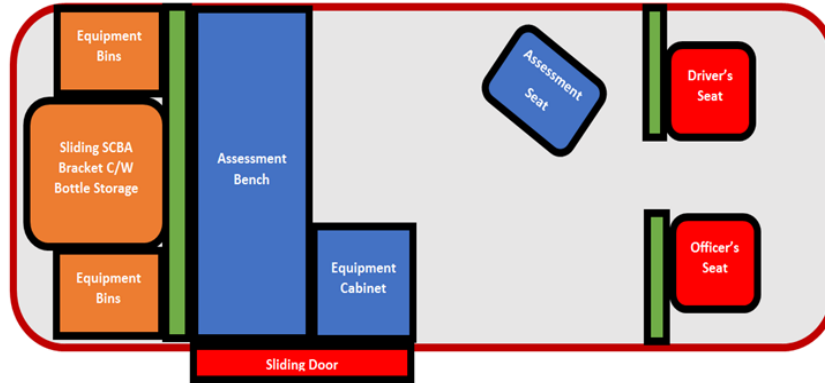 Equipment
Bins
Sliding SCBA
Bracket C/W
Bottle Storage
Equipment
Bins
Assessment
Bench
Equipment
Cabinet
Sliding Door
Assessment
Seat
Driver's
Seat
Officer's
Seat